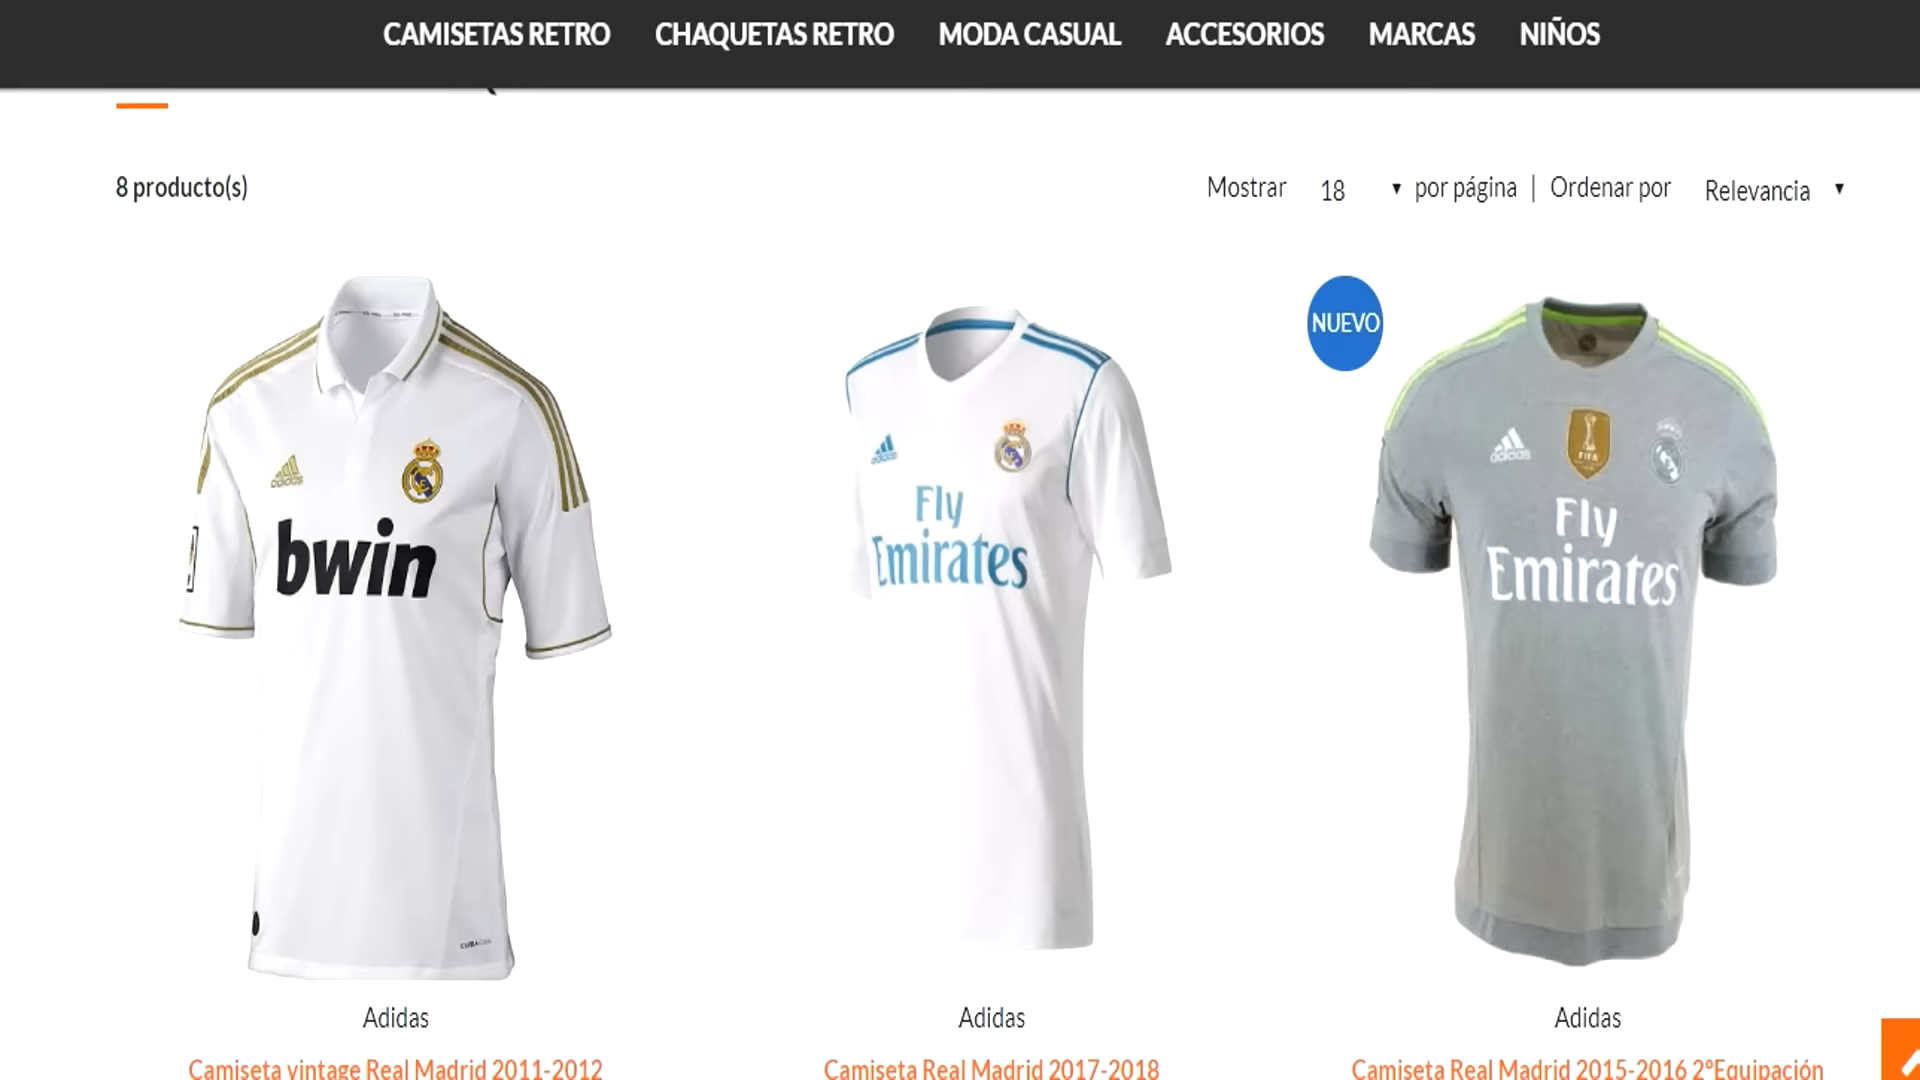 CAMISETAS RETRO CHAQUETAS RETRO MODA CASUAL ACCESORIOS MARCAS NIÑOS
8 producto(s)
Mostrar 18 ▼ por página | Ordenar por Relevancia ▼
NUEVO
adidas
bwin
adidas
Fly
Emirates
adidas
FIFA
Fly
Emirates
Adidas
Adidas
Adidas
Camiseta vintage Real Madrid 2011-2012
Camiseta Real Madrid 2017-2018
Camiseta Real Madrid 2015-2016 2ºEquipación